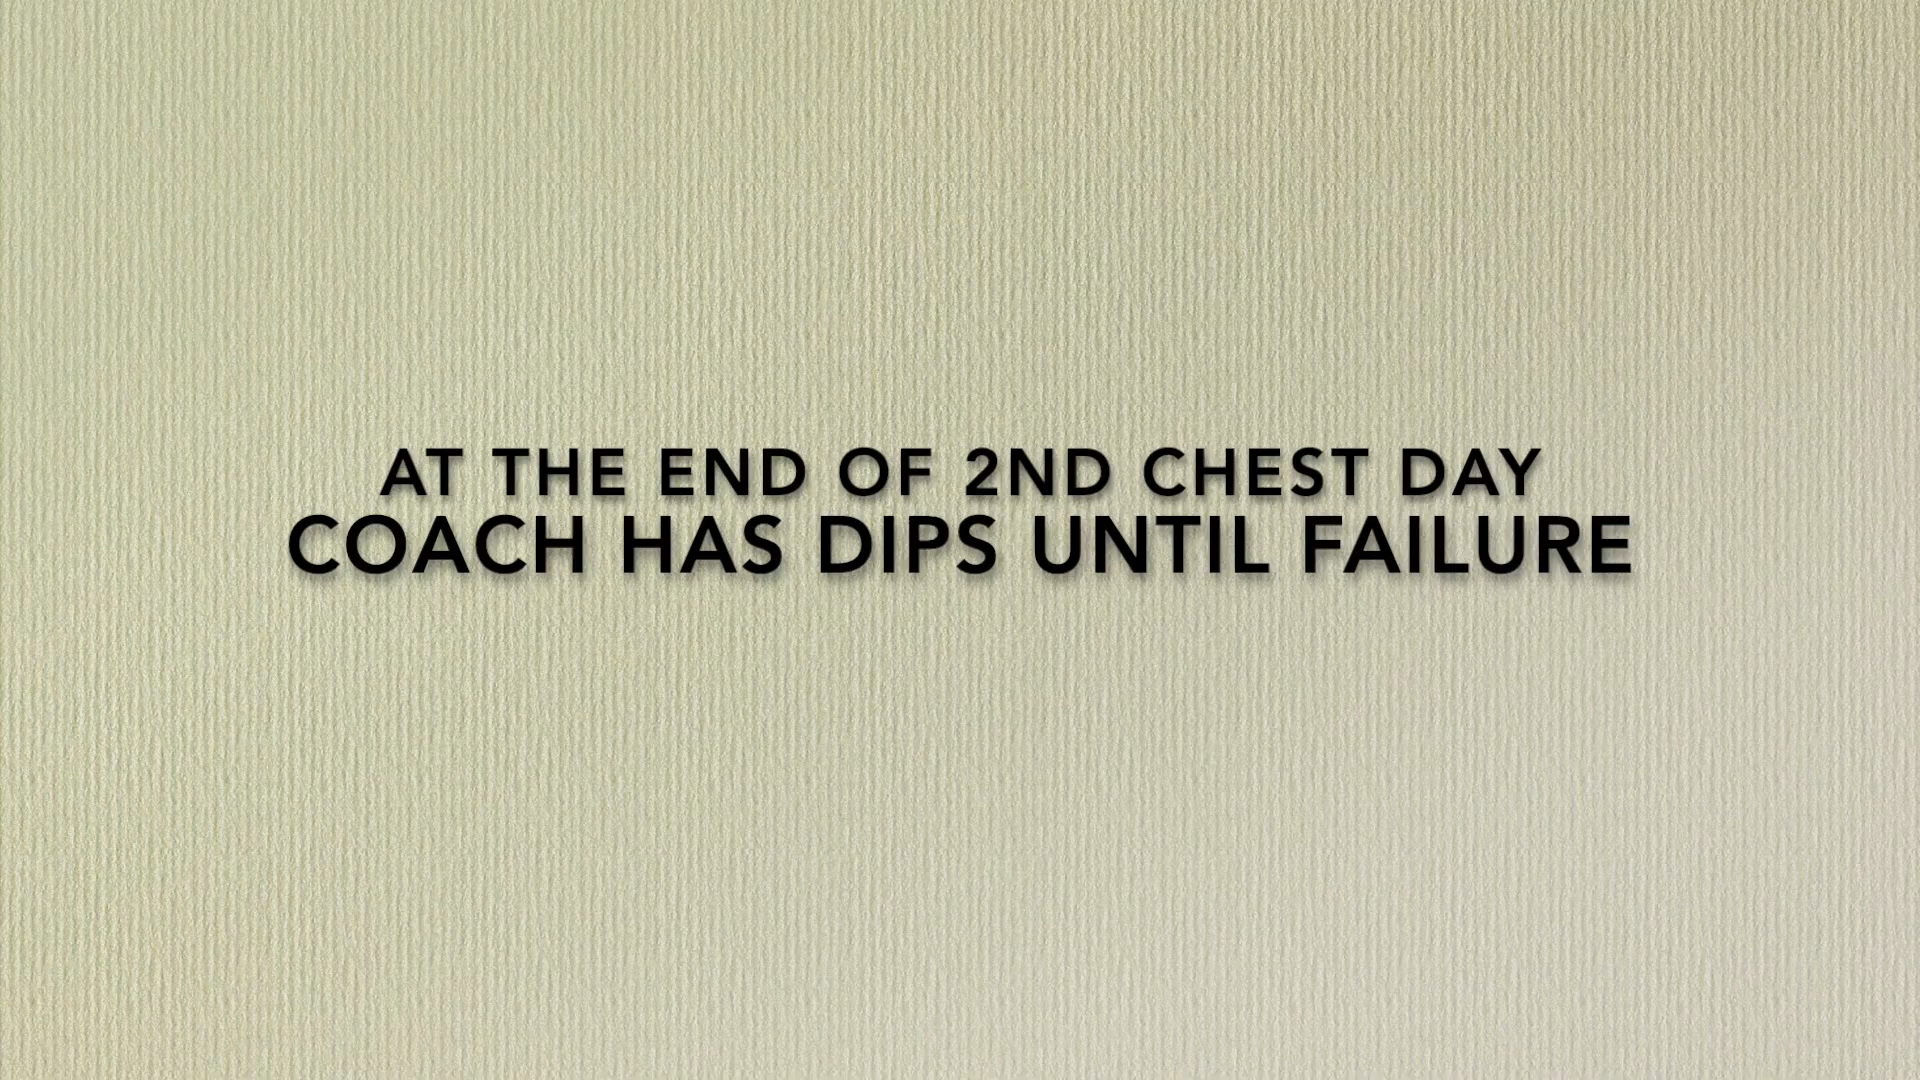 AT THE END OF 2ND CHEST DAY
COACH HAS DIPS UNTIL FAILURE